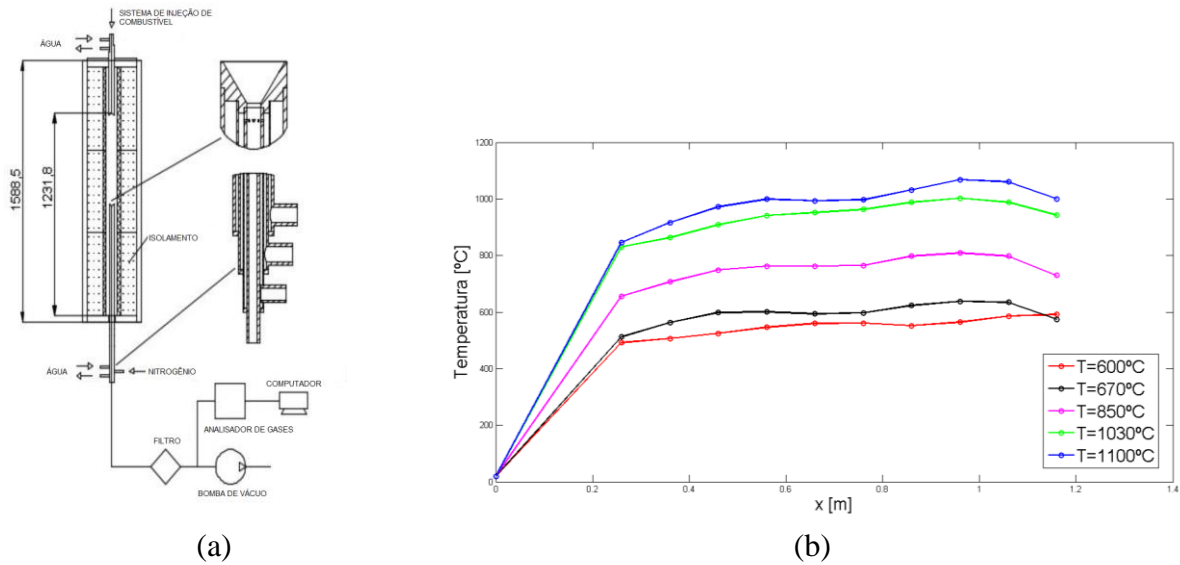 SISTEMA DE INJEÇÃO DE
COMBUSTÍVEL
ÁGUA
1588,5
1231,8
ISOLAMENTO
ÁGUA
NITROGÊNIO
COMPUTADOR
ANALISADOR DE GASES
FILTRO
BOMBA DE VÁCUO
(a)
Temperatura [ºC]
1200
1000
800
600
400
200
0
0
0.2
0.4
0.6
0.8
1
1.2
1.4
x [m]
T=600ºC
T=670ºC
T=850ºC
T=1030ºC
T=1100ºC
(b)